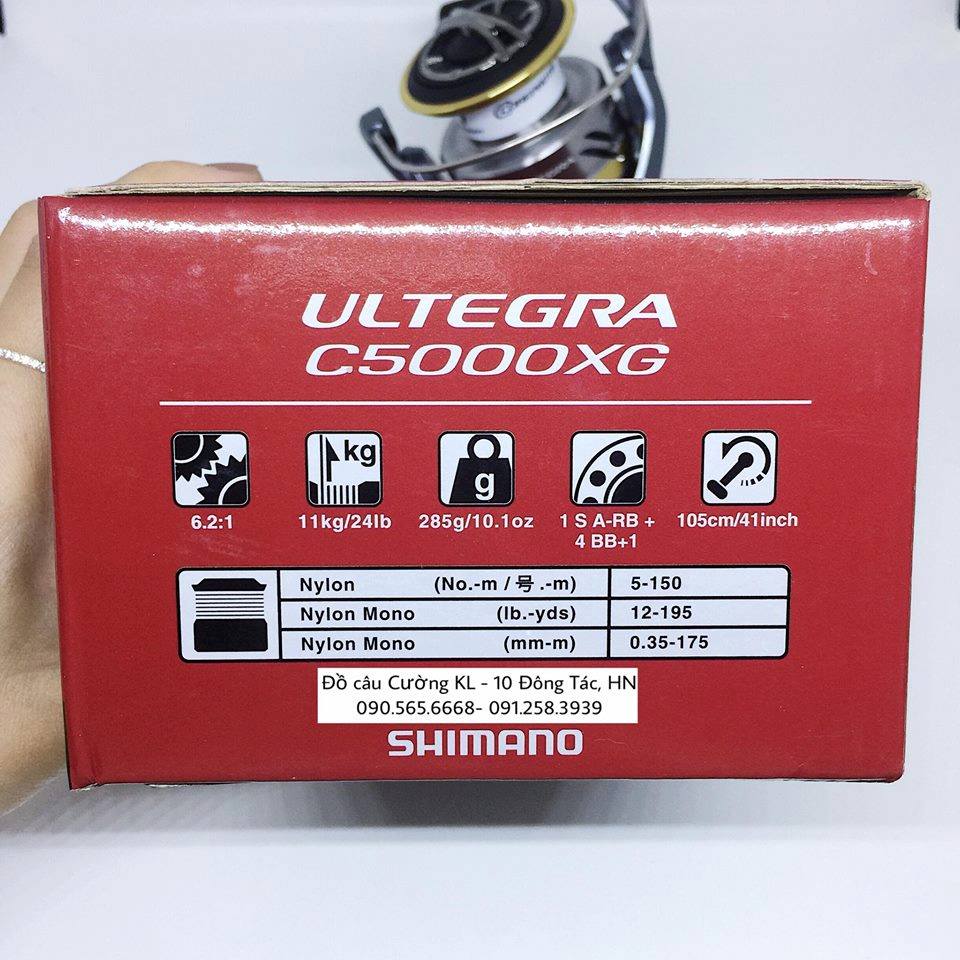 ULTEGRA
C5000XG
kg
g
6.2:1
11kg/24lb
285g/10.1oz
1 S A-RB +
4 BB+1
105cm/41inch
Nylon (No.-m / 号 .-m) 5-150
Nylon Mono (lb.-yds) 12-195
Nylon Mono (mm-m) 0.35-175
Đồ câu Cường KL - 10 Đông Tác, HN
090.565.6668- 091.258.3939
SHIMANO